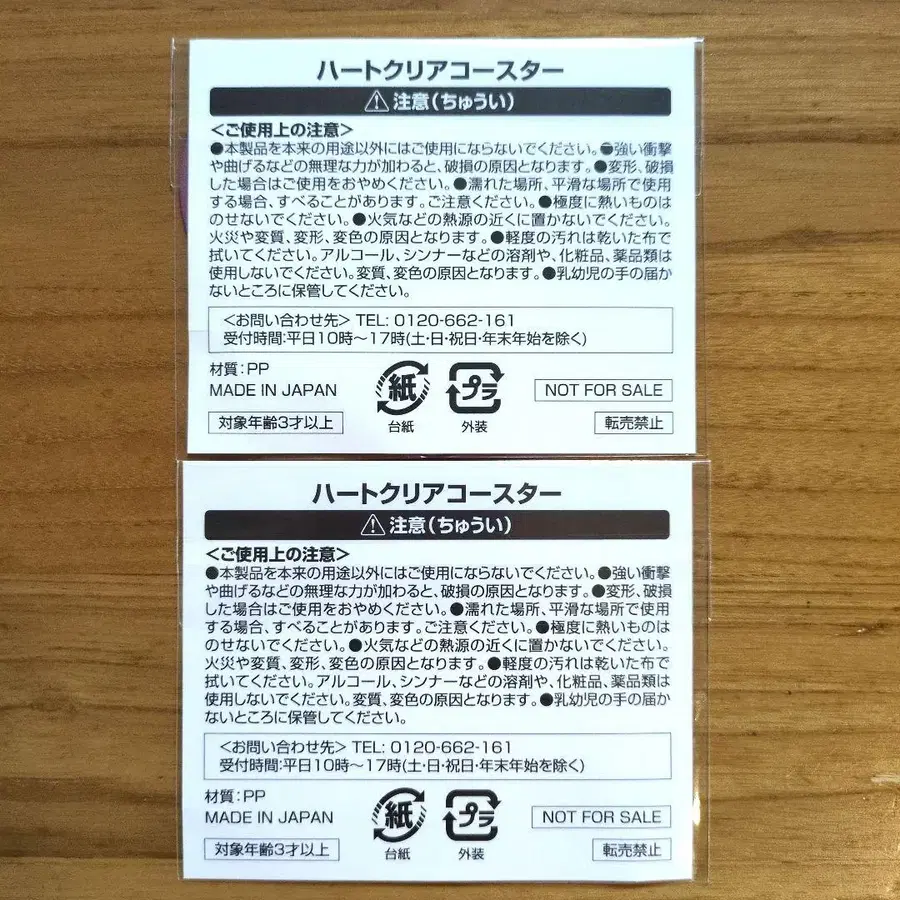 ハートクリアコースター
⚠注意(ちゅうい)
<ご使用上の注意>
●本製品を本来の用途以外にはご使用にならないでください。●強い衝撃
や曲げるなどの無理な力が加わると、破損の原因となります。●変形、破損
した場合はご使用をおやめください。●濡れた場所、平滑な場所で使用
する場合、すべることがあります。ご注意ください。●極度に熱いものは
のせないでください。●火気などの熱源の近くに置かないでください。
火災や変質、変形、変色の原因となります。●軽度の汚れは乾いた布で
拭いてください。アルコール、シンナーなどの溶剤や、化粧品、薬品類は
使用しないでください。変質、変色の原因となります。●乳幼児の手の届か
ないところに保管してください。
<お問い合わせ先> TEL: 0120-662-161
受付時間:平日10時~17時(土・日・祝日・年末年始を除く)
材質:PP
MADE IN JAPAN
対象年齢3才以上
紙
台紙
プラ
外装
NOT FOR SALE
転売禁止
ハートクリアコースター
⚠注意(ちゅうい)
<ご使用上の注意>
●本製品を本来の用途以外にはご使用にならないでください。●強い衝撃
や曲げるなどの無理な力が加わると、破損の原因となります。●変形、破損
した場合はご使用をおやめください。●濡れた場所、平滑な場所で使用
する場合、すべることがあります。ご注意ください。●極度に熱いものは
のせないでください。●火気などの熱源の近くに置かないでください。
火災や変質、変形、変色の原因となります。●軽度の汚れは乾いた布で
拭いてください。アルコール、シンナーなどの溶剤や、化粧品、薬品類は
使用しないでください。変質、変色の原因となります。●乳幼児の手の届か
ないところに保管してください。
<お問い合わせ先> TEL: 0120-662-161
受付時間:平日10時~17時(土・日・祝日・年末年始を除く)
材質:PP
MADE IN JAPAN
対象年齢3才以上
紙
台紙
プラ
外装
NOT FOR SALE
転売禁止